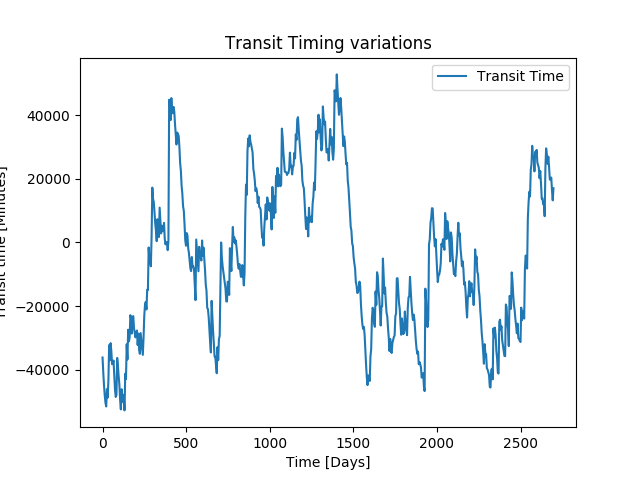 Transit Timing variations
Transit Time
40000
20000
0
−20000
−40000
Transit time [Minutes]
0 500 1000 1500 2000 2500
Time [Days]